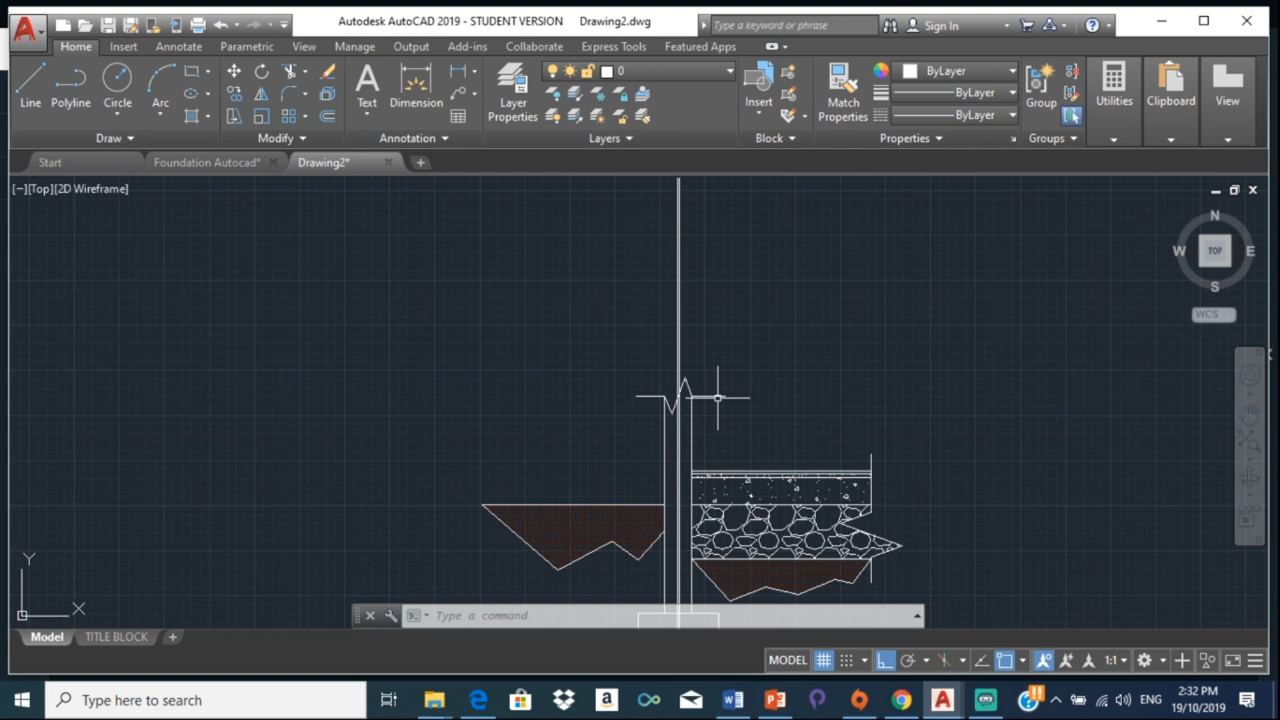 Autodesk AutoCAD 2019 - STUDENT VERSION Drawing2.dwg
Type a keyword or phrase
Sign In
Home Insert Annotate Parametric View Manage Output Add-ins Collaborate Express Tools Featured Apps
Line Polyline Circle Arc
Text Dimension
Layer Properties
0
Insert
Match Properties
ByLayer
ByLayer
ByLayer
Group
Utilities
Clipboard
View
Draw Modify Annotation Layers Block Properties Groups
Start Foundation Autocad* Drawing2*
[−][Top][2D Wireframe]
N
W TOP E
S
WCS
Y
X
Type a command
Model TITLE BLOCK
MODEL 1:1
Type here to search
ENG
2:32 PM
19/10/2019